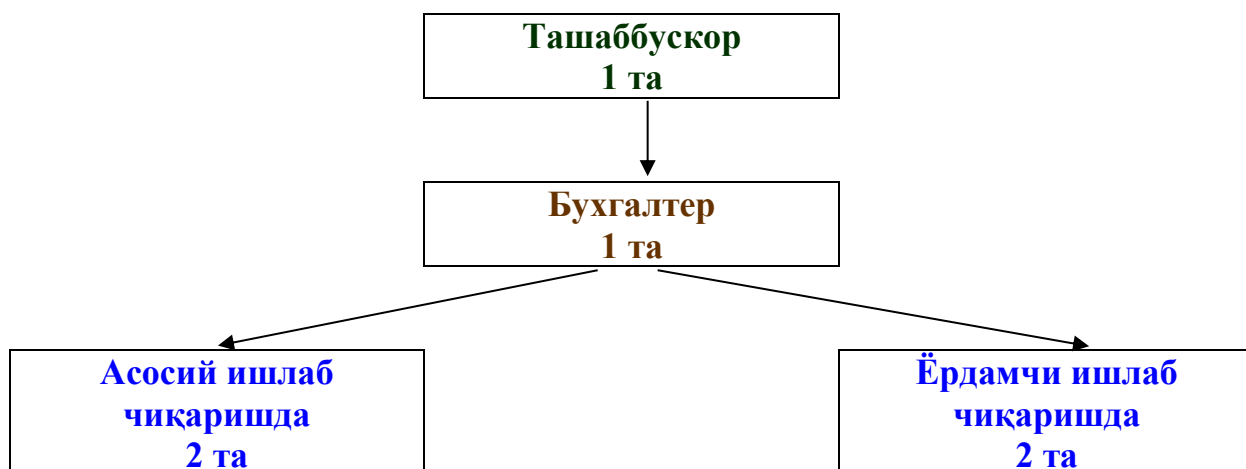 Ташаббускор
1 та
Бухгалтер
1 та
Асосий ишлаб
чиқаришда
2 та
Ёрдамчи ишлаб
чиқаришда
2 та